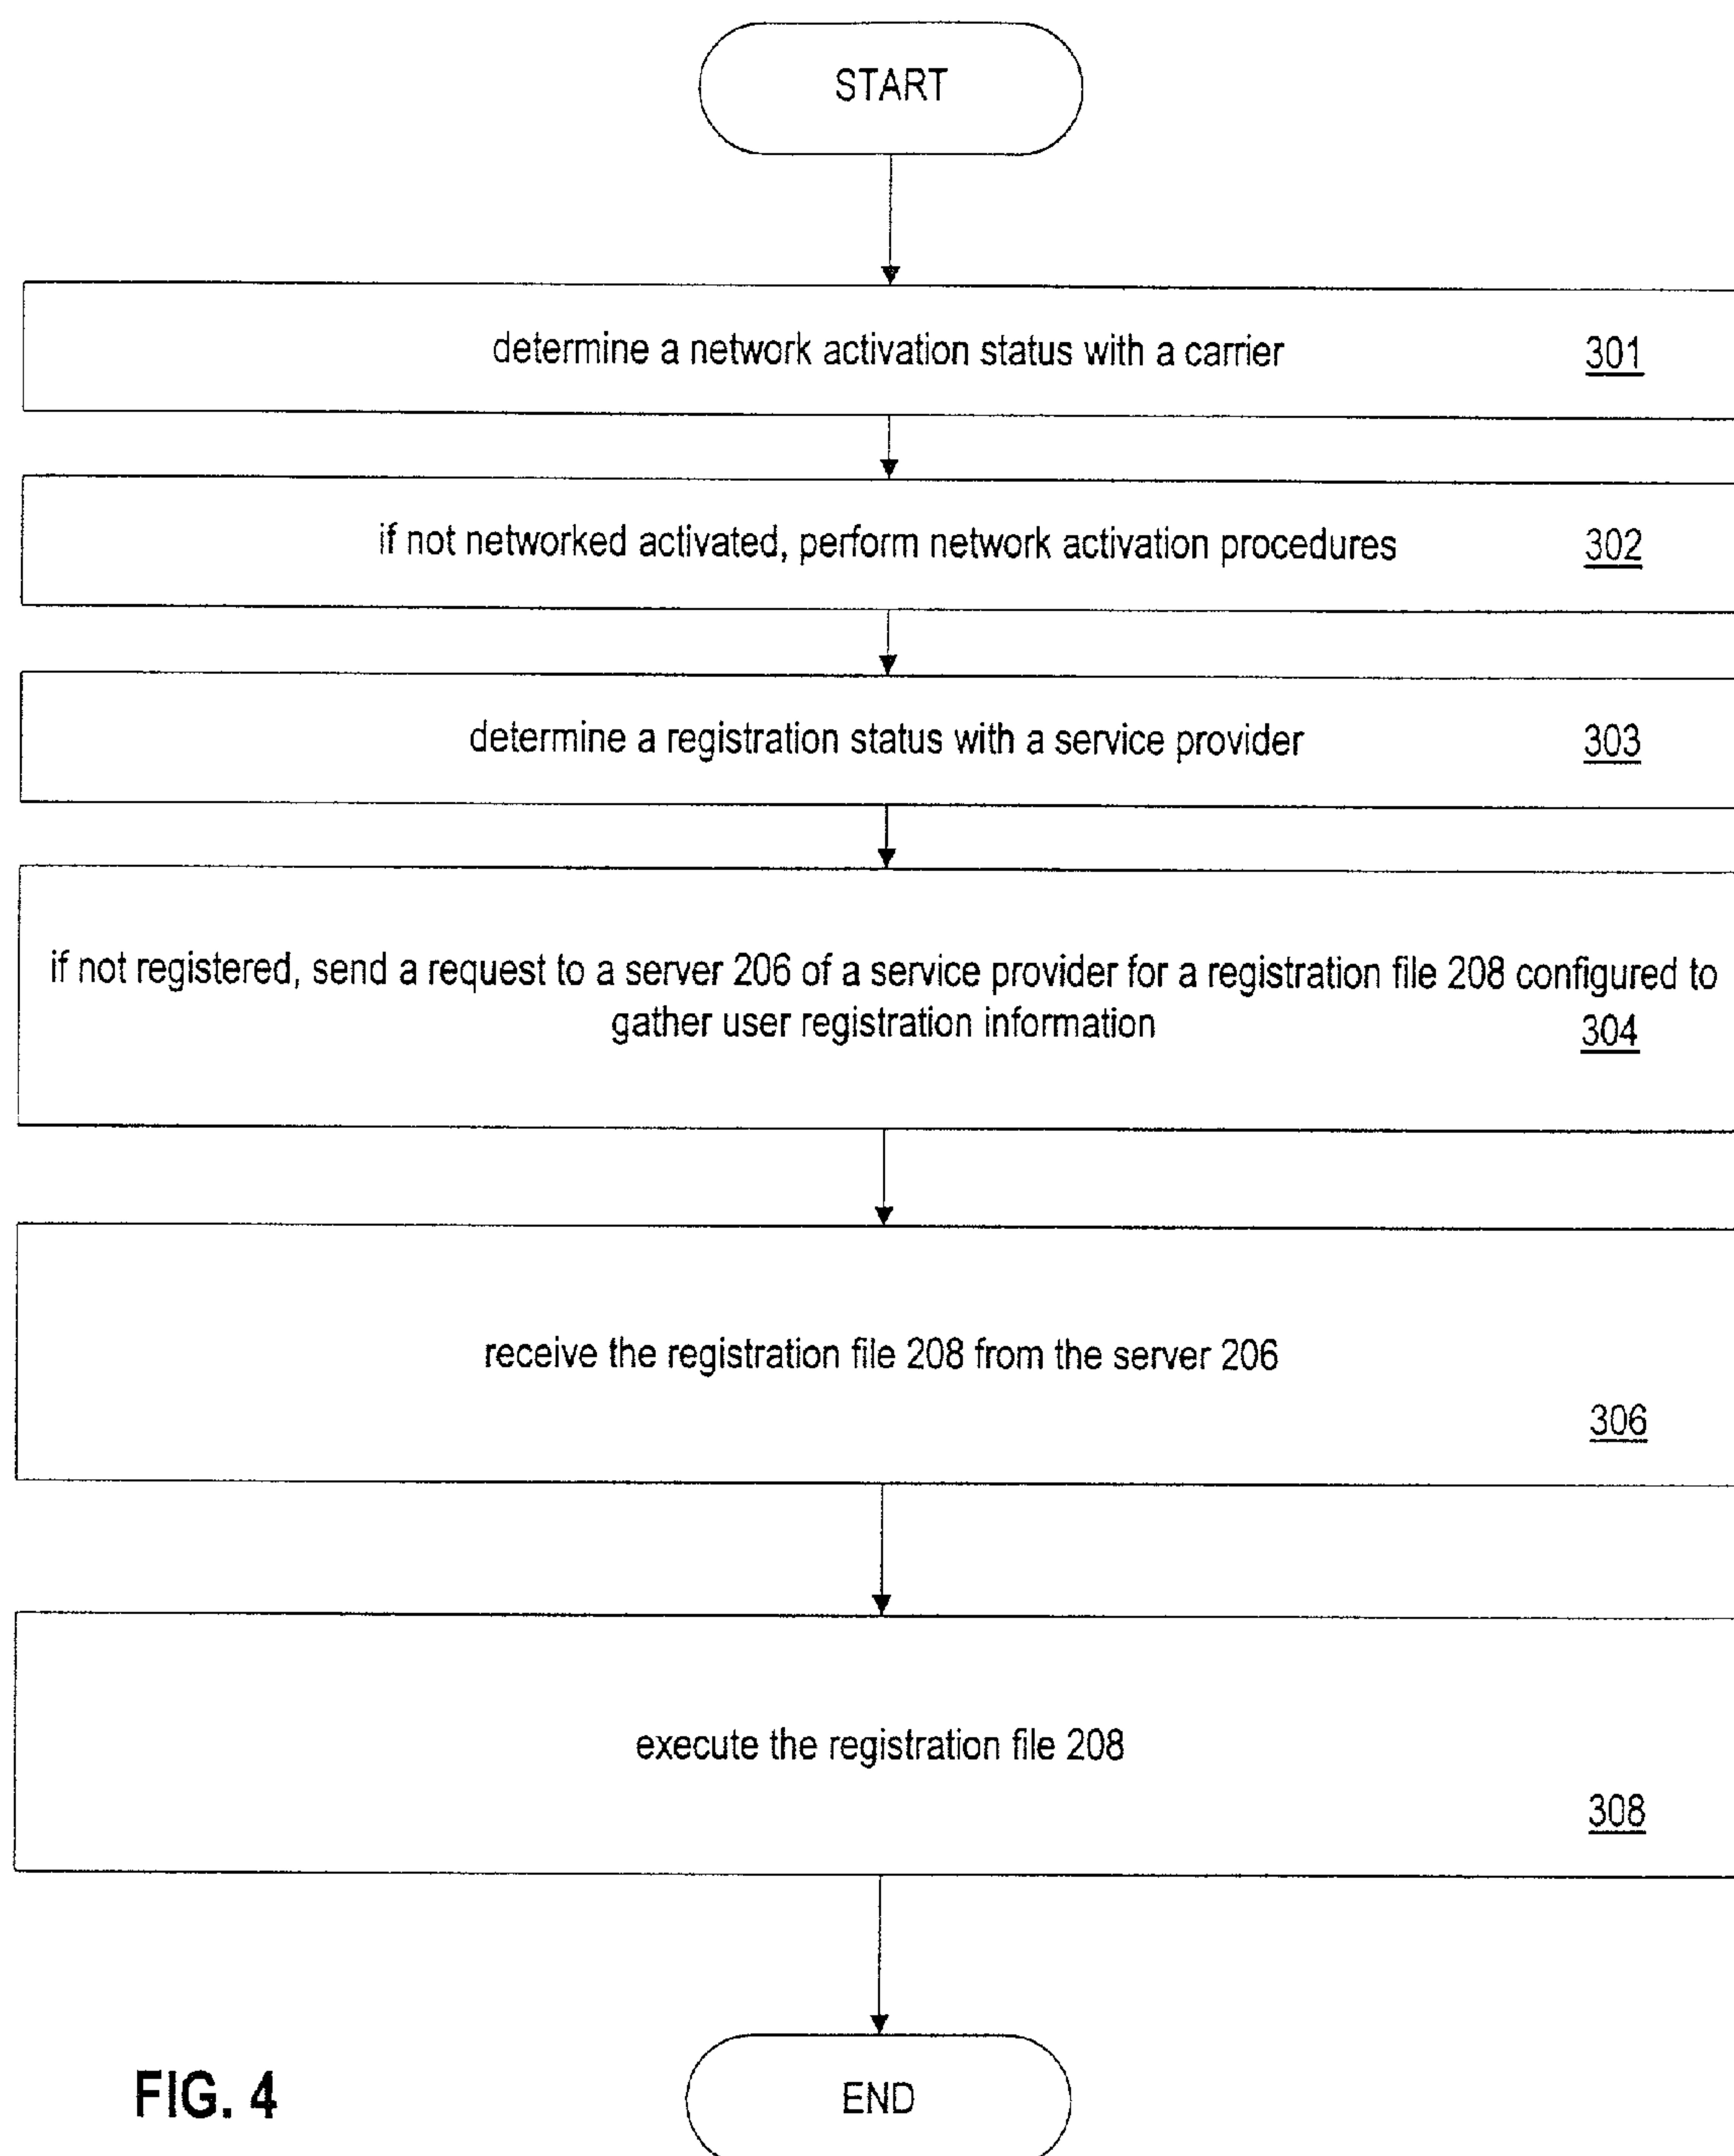 START
determine a network activation status with a carrier 301
if not networked activated, perform network activation procedures 302
determine a registration status with a service provider 303
if not registered, send a request to a server 206 of a service provider for a registration file 208 configured to
gather user registration information 304
receive the registration file 208 from the server 206
306
execute the registration file 208
308
FIG. 4
END